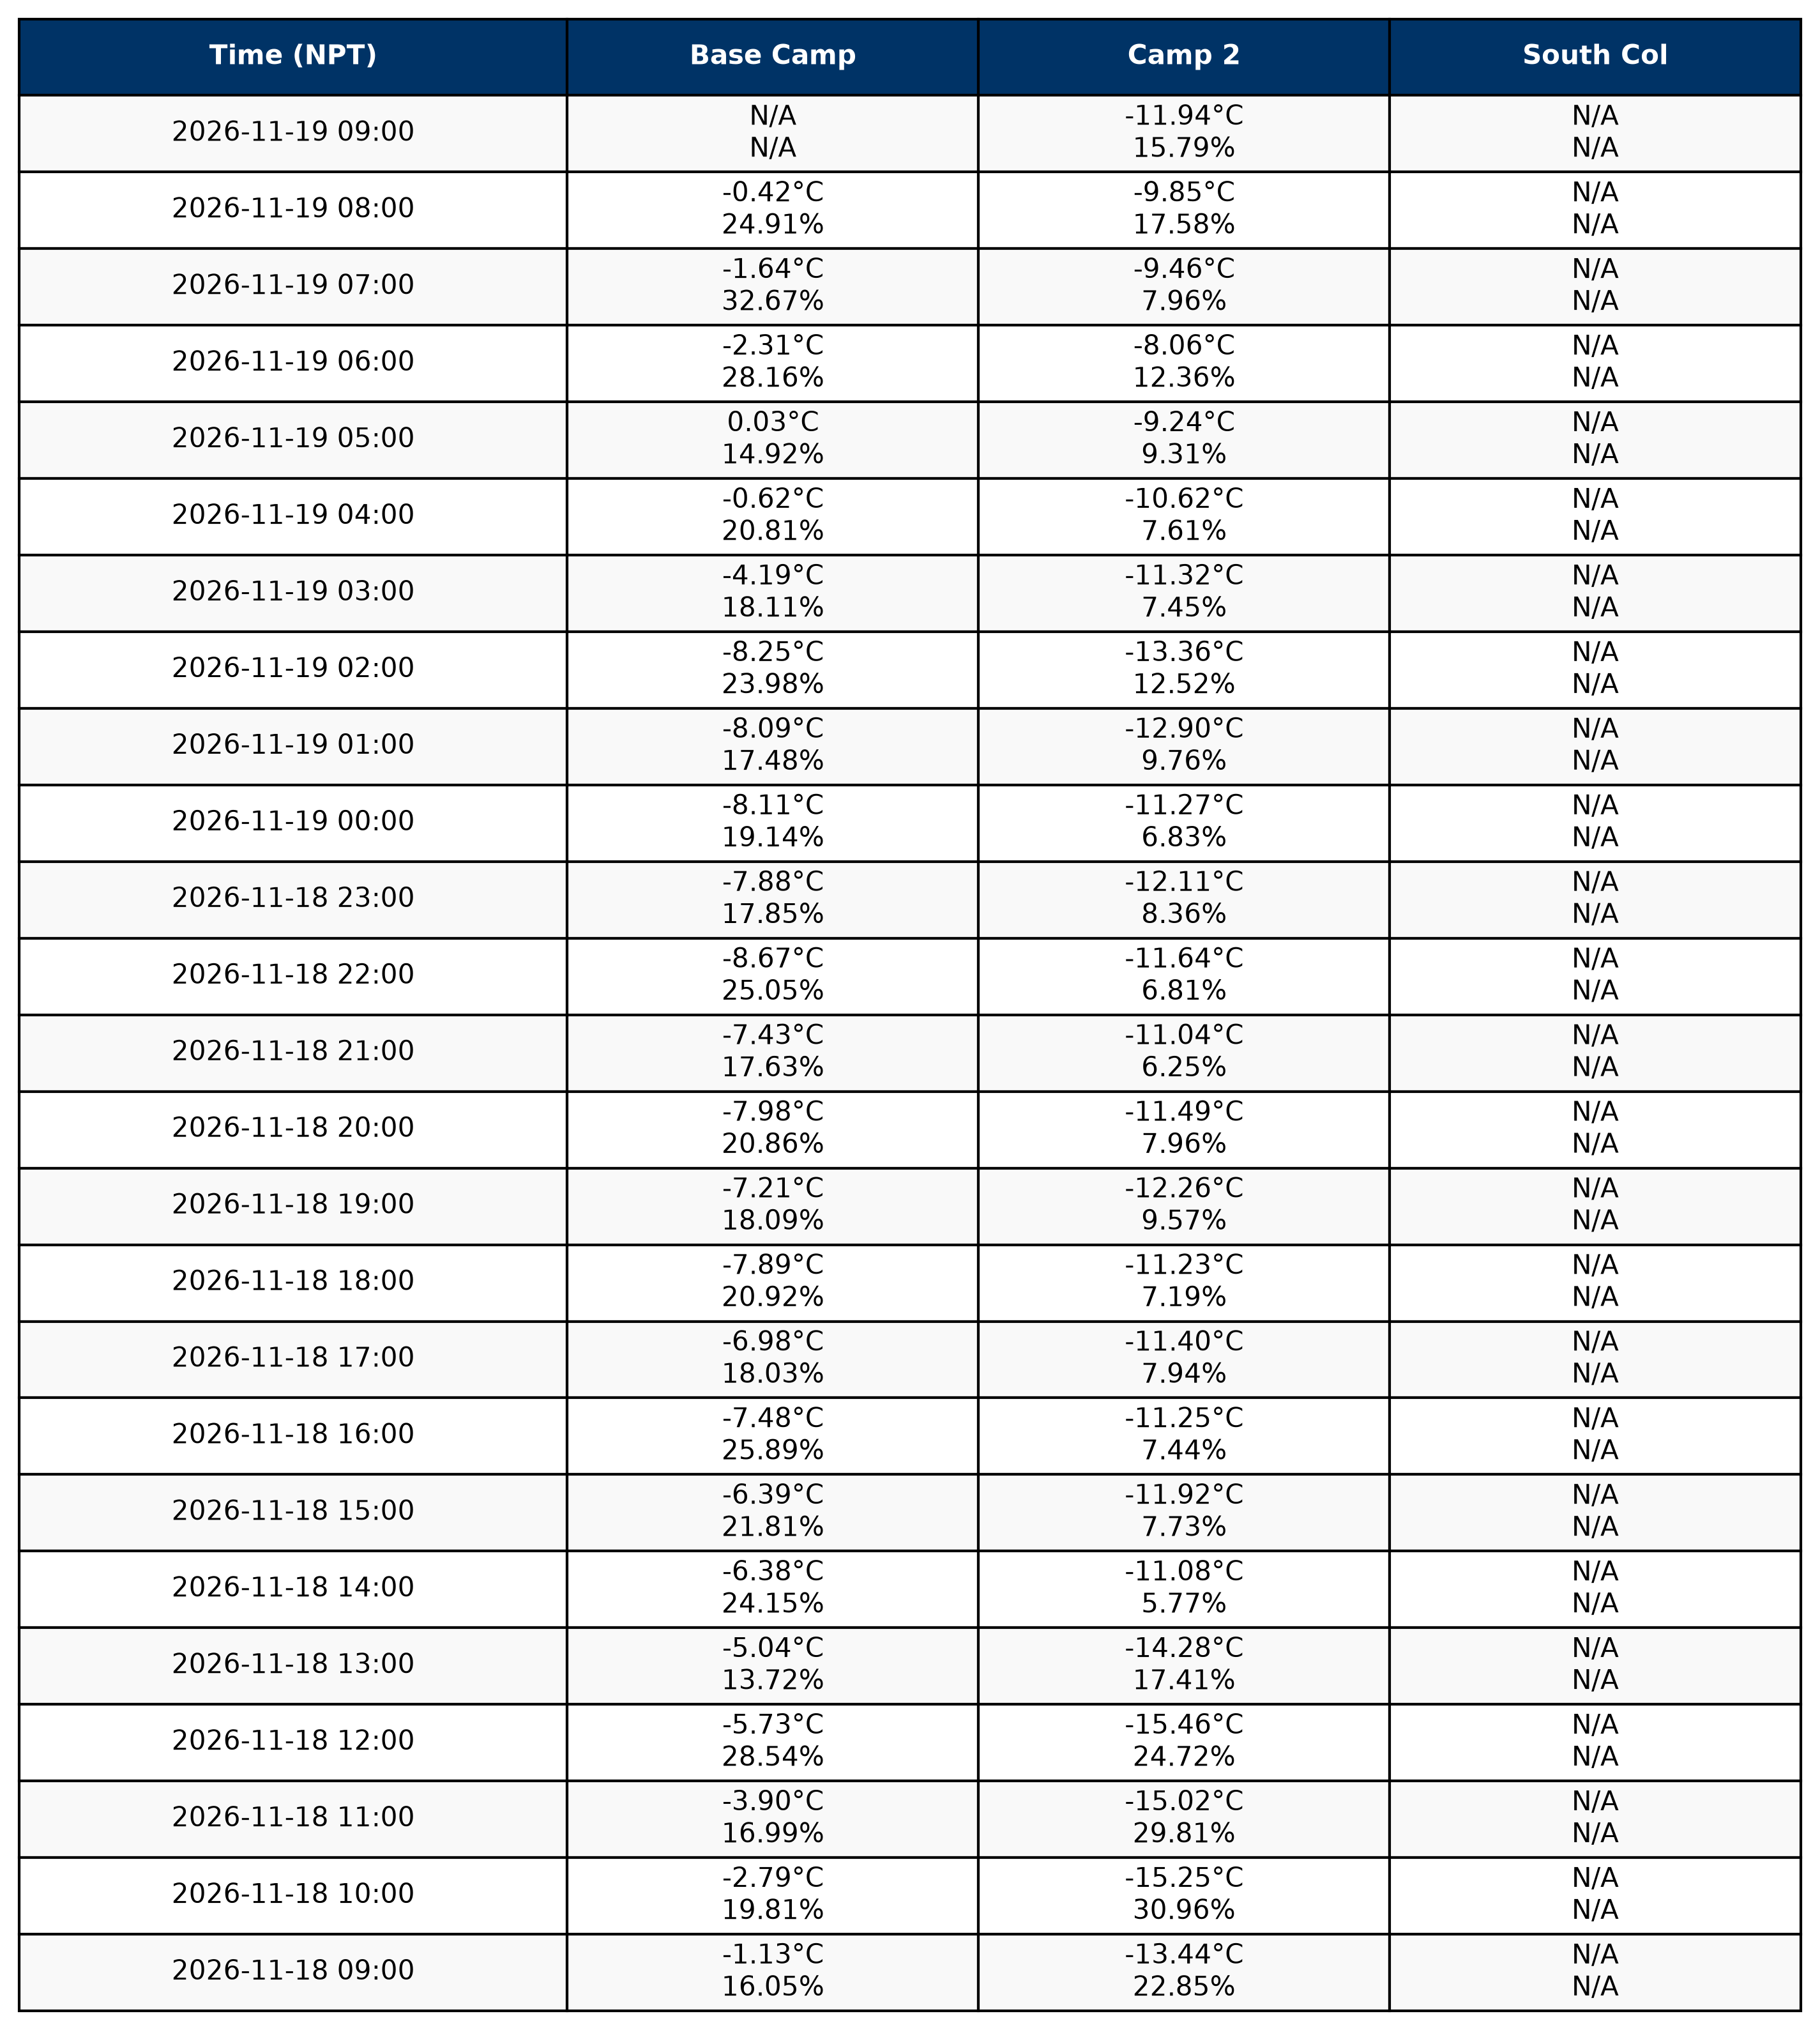 Time (NPT) Base Camp Camp 2 South Col
2026-11-19 09:00 N/A -11.94°C N/A
N/A 15.79% N/A
2026-11-19 08:00 -0.42°C -9.85°C N/A
24.91% 17.58% N/A
2026-11-19 07:00 -1.64°C -9.46°C N/A
32.67% 7.96% N/A
2026-11-19 06:00 -2.31°C -8.06°C N/A
28.16% 12.36% N/A
2026-11-19 05:00 0.03°C -9.24°C N/A
14.92% 9.31% N/A
2026-11-19 04:00 -0.62°C -10.62°C N/A
20.81% 7.61% N/A
2026-11-19 03:00 -4.19°C -11.32°C N/A
18.11% 7.45% N/A
2026-11-19 02:00 -8.25°C -13.36°C N/A
23.98% 12.52% N/A
2026-11-19 01:00 -8.09°C -12.90°C N/A
17.48% 9.76% N/A
2026-11-19 00:00 -8.11°C -11.27°C N/A
19.14% 6.83% N/A
2026-11-18 23:00 -7.88°C -12.11°C N/A
17.85% 8.36% N/A
2026-11-18 22:00 -8.67°C -11.64°C N/A
25.05% 6.81% N/A
2026-11-18 21:00 -7.43°C -11.04°C N/A
17.63% 6.25% N/A
2026-11-18 20:00 -7.98°C -11.49°C N/A
20.86% 7.96% N/A
2026-11-18 19:00 -7.21°C -12.26°C N/A
18.09% 9.57% N/A
2026-11-18 18:00 -7.89°C -11.23°C N/A
20.92% 7.19% N/A
2026-11-18 17:00 -6.98°C -11.40°C N/A
18.03% 7.94% N/A
2026-11-18 16:00 -7.48°C -11.25°C N/A
25.89% 7.44% N/A
2026-11-18 15:00 -6.39°C -11.92°C N/A
21.81% 7.73% N/A
2026-11-18 14:00 -6.38°C -11.08°C N/A
24.15% 5.77% N/A
2026-11-18 13:00 -5.04°C -14.28°C N/A
13.72% 17.41% N/A
2026-11-18 12:00 -5.73°C -15.46°C N/A
28.54% 24.72% N/A
2026-11-18 11:00 -3.90°C -15.02°C N/A
16.99% 29.81% N/A
2026-11-18 10:00 -2.79°C -15.25°C N/A
19.81% 30.96% N/A
2026-11-18 09:00 -1.13°C -13.44°C N/A
16.05% 22.85% N/A